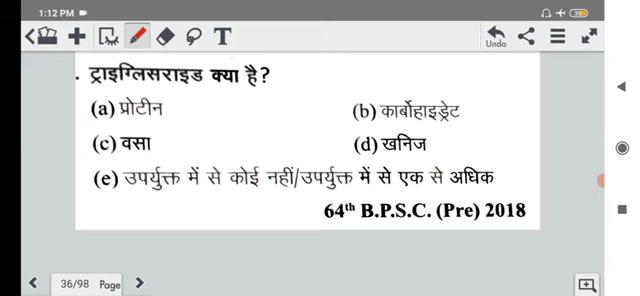 1:12 PM
T
Undo
. ट्राइग्लिसराइड क्या है?
(a) प्रोटीन (b) कार्बोहाइड्रेट
(c) वसा (d) खनिज
(e) उपर्युक्त में से कोई नहीं/उपर्युक्त में से एक से अधिक
64th B.P.S.C. (Pre) 2018
36/98 Page